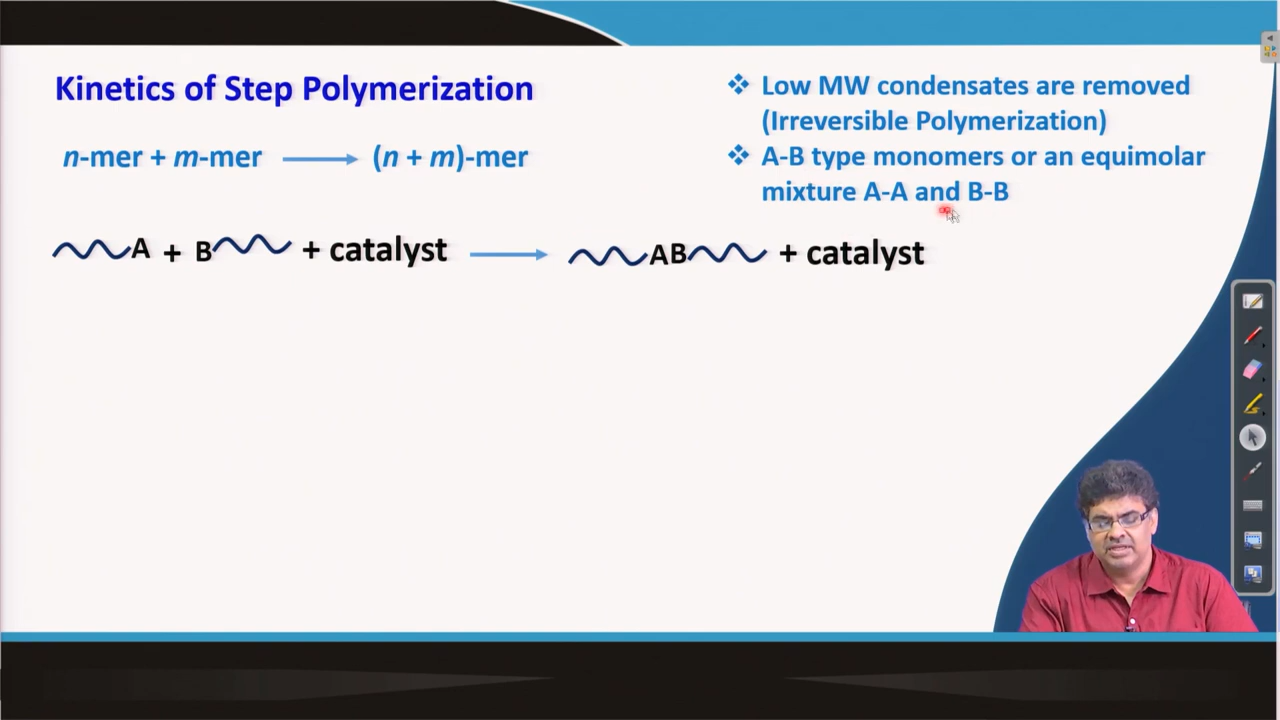 Kinetics of Step Polymerization
n-mer + m-mer ⟶ (n + m)-mer
❖ Low MW condensates are removed
(Irreversible Polymerization)
❖ A-B type monomers or an equimolar
mixture A-A and B-B
A + B + catalyst ⟶ AB + catalyst